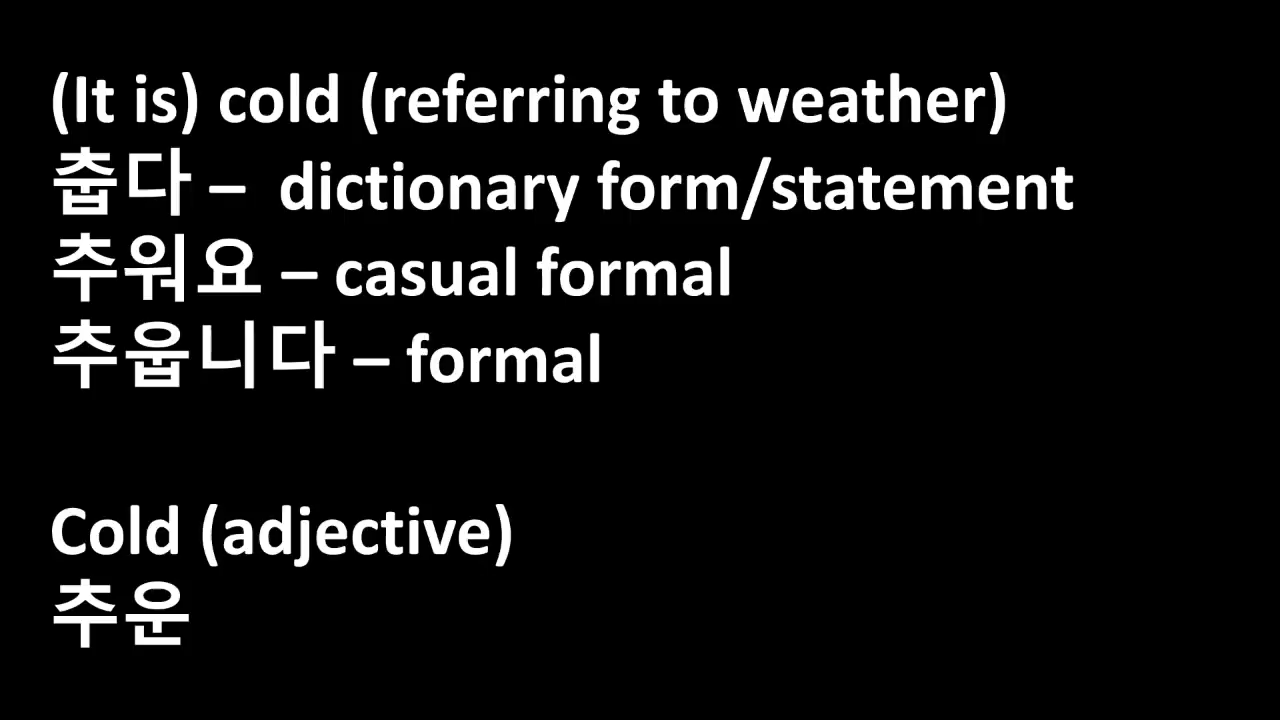 (It is) cold (referring to weather)
춥다 – dictionary form/statement
추워요 – casual formal
추웁니다 – formal
Cold (adjective)
추운